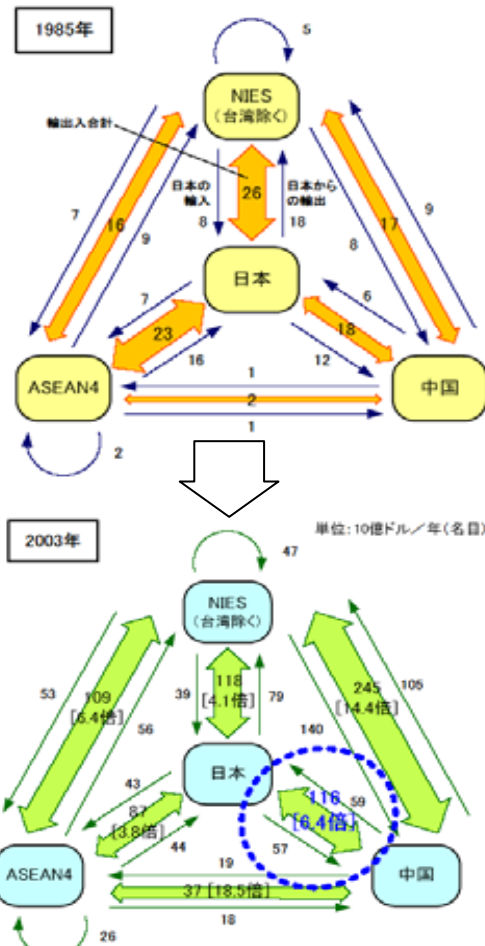 1985年
5
NIES
(台湾除く)
輸出入合計
日本の
輸入
8
26
日本から
の輸出
18
7
16
9
17
9
8
日本
7
23
16
6
18
12
ASEAN4
中国
1
2
1
2
2003年
単位:10億ドル/年(名目)
47
NIES
(台湾除く)
53
109
[6.4倍]
56
39
118
[4.1倍]
79
245
[14.4倍]
105
140
日本
43
87
[3.8倍]
44
116
[6.4倍]
59
57
ASEAN4
中国
19
37 [18.5倍]
18
26